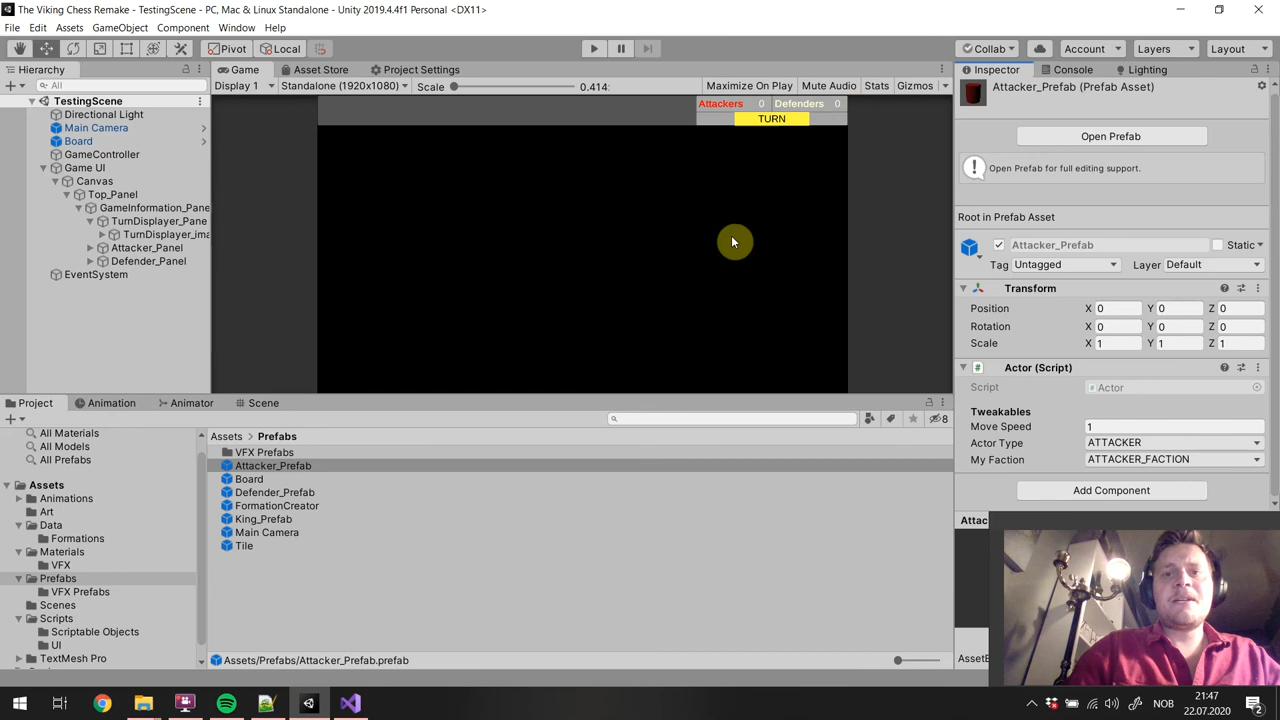 The Viking Chess Remake - TestingScene - PC, Mac & Linux Standalone - Unity 2019.4.4f1 Personal <DX11>
File Edit Assets GameObject Component Window Help
Pivot Local Collab Account Layers Layout
Hierarchy
All
TestingScene
Directional Light
Main Camera
Board
GameController
Game UI
Canvas
Top_Panel
GameInformation_Pane
TurnDisplayer_Pane
TurnDisplayer_ima
Attacker_Panel
Defender_Panel
EventSystem
Game Asset Store Project Settings
Display 1 Standalone (1920x1080) Scale 0.414: Maximize On Play Mute Audio Stats Gizmos
Attackers 0 Defenders 0
TURN
Inspector Console Lighting
Attacker_Prefab (Prefab Asset)
Open Prefab
Open Prefab for full editing support.
Root in Prefab Asset
Attacker_Prefab Static
Tag Untagged Layer Default
Transform
Position X 0 Y 0 Z 0
Rotation X 0 Y 0 Z 0
Scale X 1 Y 1 Z 1
Actor (Script)
Script Actor
Tweakables
Move Speed 1
Actor Type ATTACKER
My Faction ATTACKER_FACTION
Add Component
Attac
AssetB
Project Animation Animator Scene
8
All Materials
All Models
All Prefabs
Assets
Animations
Art
Data
Formations
Materials
VFX
Prefabs
VFX Prefabs
Scenes
Scripts
Scriptable Objects
UI
TextMesh Pro
Assets Prefabs
VFX Prefabs
Attacker_Prefab
Board
Defender_Prefab
FormationCreator
King_Prefab
Main Camera
Tile
Assets/Prefabs/Attacker_Prefab.prefab
NOB
21:47
22.07.2020
2